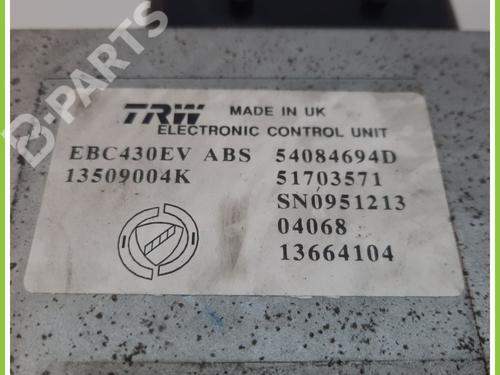 B-PARTS
TRW MADE IN UK
ELECTRONIC CONTROL UNIT
EBC430EV ABS 54084694D
13509004K 51703571
SN0951213
04068
13664104